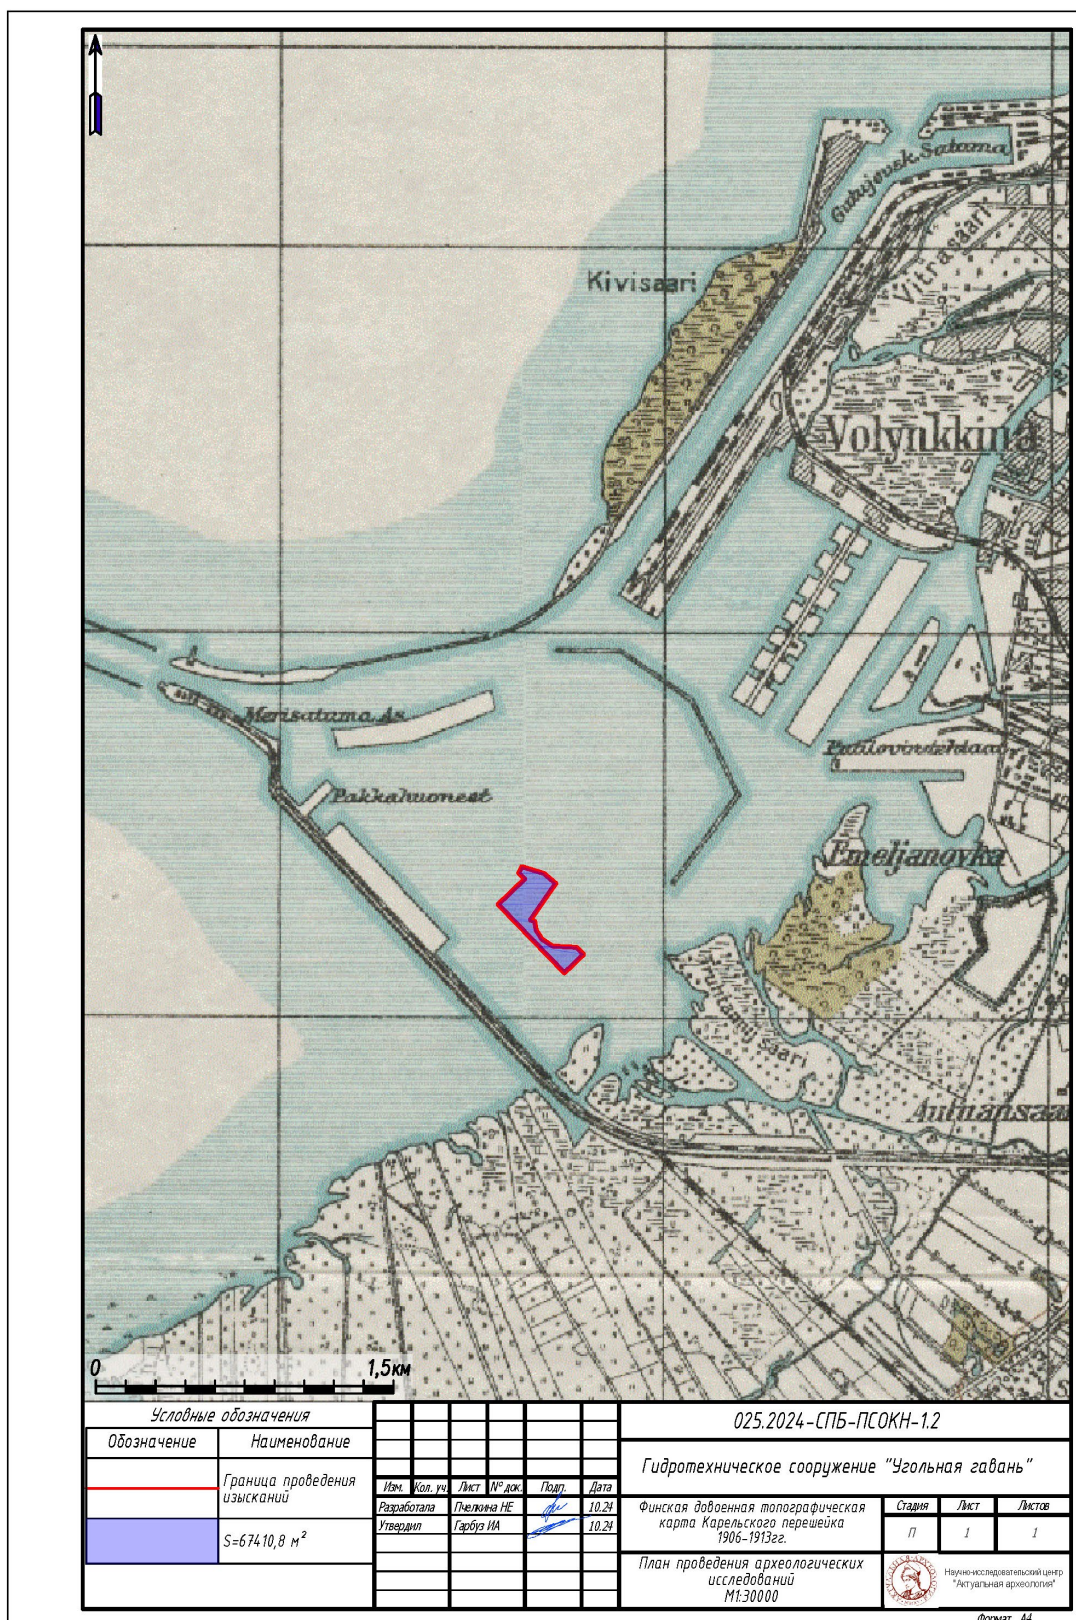 Gutujevsk. Satama
Kivisaari
Volynkkina
Merisatama As.
Pakkahuoneet
Emeljanovka
0
1,5км
Условные обозначения
Обозначение
Наименование
Граница проведения
изысканий
S=67410,8 м²
Изм.
Кол. уч.
Лист
№ док.
Подп.
Дата
Разработала
Пчелкина НЕ
10.24
Утвердил
Гарбуз ИА
10.24
025.2024-СПБ-ПСОКН-1.2
Гидротехническое сооружение "Угольная гавань"
Финская довоенная топографическая
карта Карельского перешейка
1906-1913гг.
Стадия
Лист
Листов
П
1
1
План проведения археологических
исследований
М1:30000
Научно-исследовательский центр
"Актуальная археология"
Формат А4